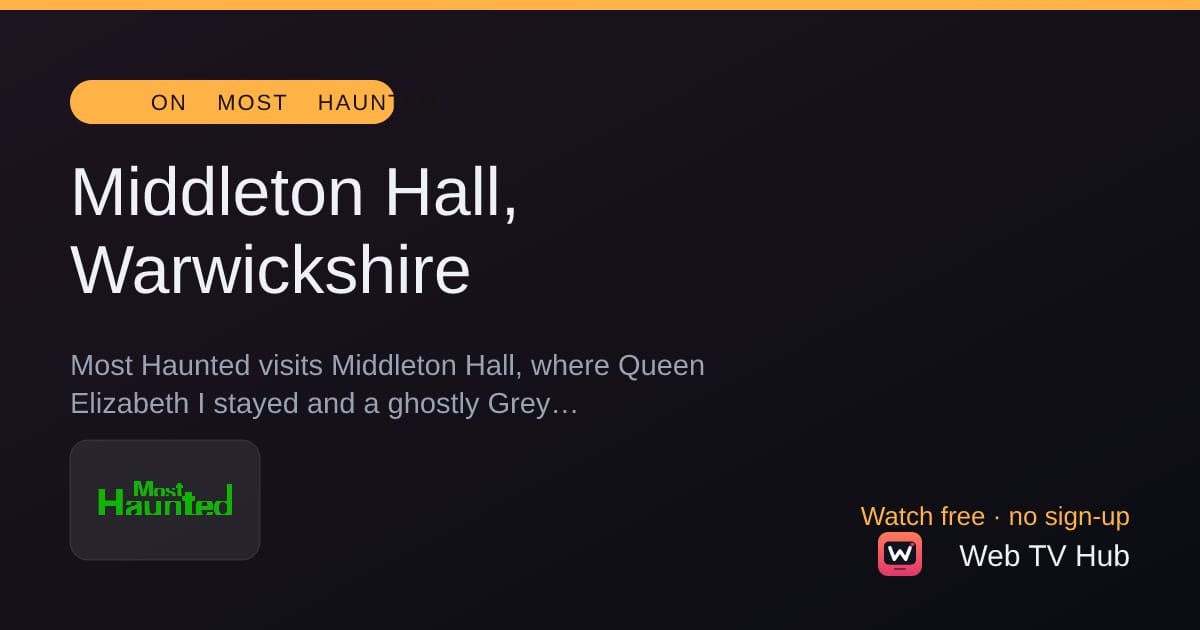 ON MOST HAUNTED
Middleton Hall,
Warwickshire
Most Haunted visits Middleton Hall, where Queen
Elizabeth I stayed and a ghostly Grey…
Most
Haunted
Watch free · no sign-up
W
Web TV Hub